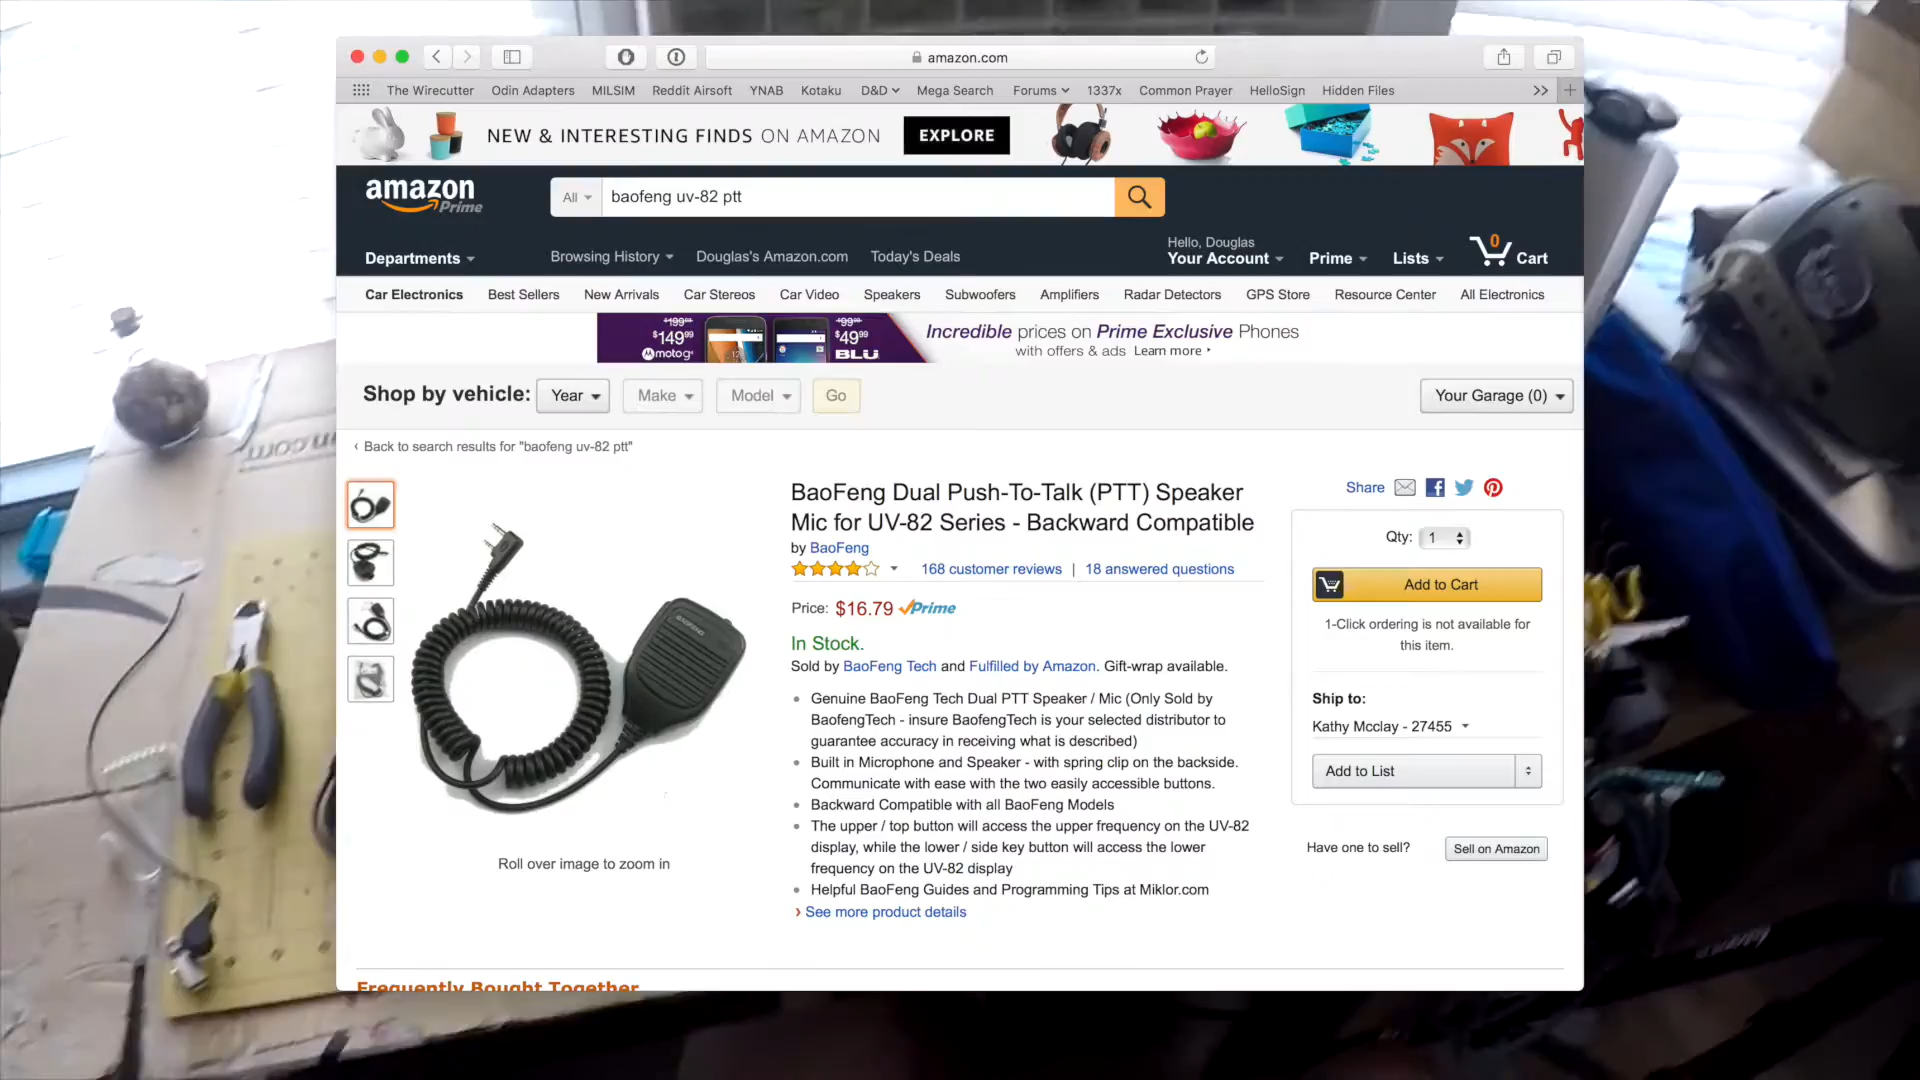 amazon.com
The Wirecutter Odin Adapters MILSIM Reddit Airsoft YNAB Kotaku D&D Mega Search Forums 1337x Common Prayer HelloSign Hidden Files
NEW & INTERESTING FINDS ON AMAZON EXPLORE
amazon Prime
All baofeng uv-82 ptt
Departments Browsing History Douglas's Amazon.com Today's Deals
Hello, Douglas
Your Account Prime Lists 0 Cart
Car Electronics Best Sellers New Arrivals Car Stereos Car Video Speakers Subwoofers Amplifiers Radar Detectors GPS Store Resource Center All Electronics
$199.99 $99.99
$149.99 $49.99
moto g4 BLU
Incredible prices on Prime Exclusive Phones
with offers & ads Learn more
Shop by vehicle: Year Make Model Go Your Garage (0)
‹ Back to search results for "baofeng uv-82 ptt"
BaoFeng Dual Push-To-Talk (PTT) Speaker
Mic for UV-82 Series - Backward Compatible
by BaoFeng
168 customer reviews | 18 answered questions
Price: $16.79 Prime
In Stock.
Sold by BaoFeng Tech and Fulfilled by Amazon. Gift-wrap available.
• Genuine BaoFeng Tech Dual PTT Speaker / Mic (Only Sold by
BaofengTech - insure BaofengTech is your selected distributor to
guarantee accuracy in receiving what is described)
• Built in Microphone and Speaker - with spring clip on the backside.
Communicate with ease with the two easily accessible buttons.
• Backward Compatible with all BaoFeng Models
• The upper / top button will access the upper frequency on the UV-82
display, while the lower / side key button will access the lower
frequency on the UV-82 display
• Helpful BaoFeng Guides and Programming Tips at Miklor.com
› See more product details
BAOFENG
Roll over image to zoom in
Share
Qty: 1
Add to Cart
1-Click ordering is not available for
this item.
Ship to:
Kathy Mcclay - 27455
Add to List
Have one to sell? Sell on Amazon
Frequently Bought Together